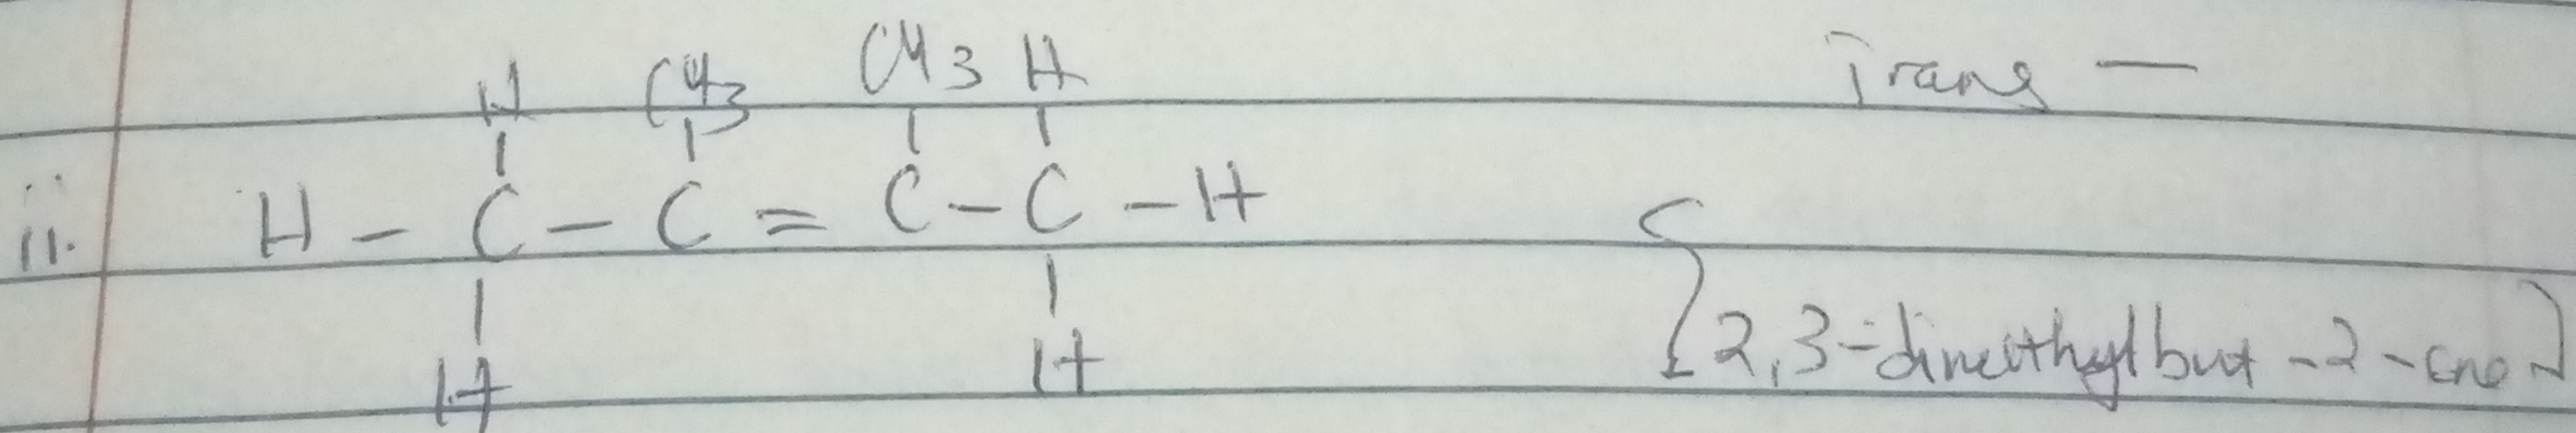 Trans —
H CH3 CH3 H
ii. H - C - C = C - C - H
H H
[2,3-dimethylbut-2-ene]